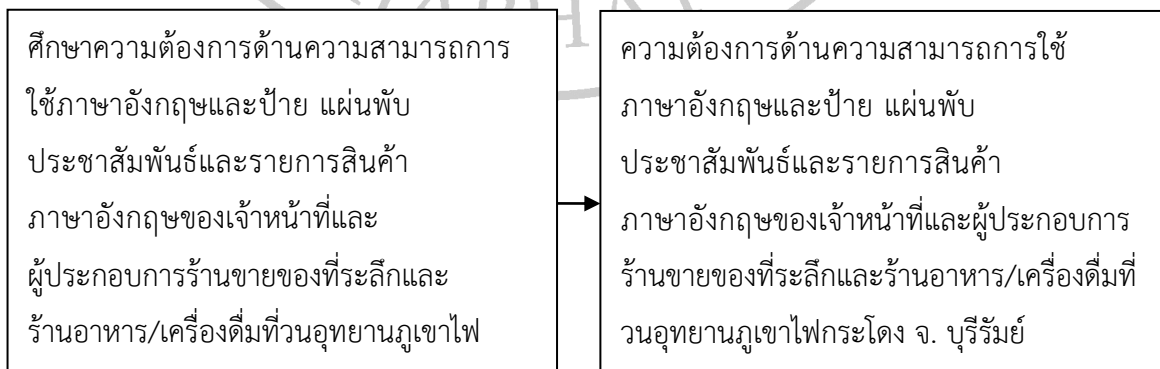 ศึกษาความต้องการด้านความสามารถการ
ใช้ภาษาอังกฤษและป้าย แผ่นพับ
ประชาสัมพันธ์และรายการสินค้า
ภาษาอังกฤษของเจ้าหน้าที่และ
ผู้ประกอบการร้านขายของที่ระลึกและ
ร้านอาหาร/เครื่องดื่มที่วนอุทยานภูเขาไฟ
ความต้องการด้านความสามารถการใช้
ภาษาอังกฤษและป้าย แผ่นพับ
ประชาสัมพันธ์และรายการสินค้า
ภาษาอังกฤษของเจ้าหน้าที่และผู้ประกอบการ
ร้านขายของที่ระลึกและร้านอาหาร/เครื่องดื่มที่
วนอุทยานภูเขาไฟกระโดง จ. บุรีรัมย์